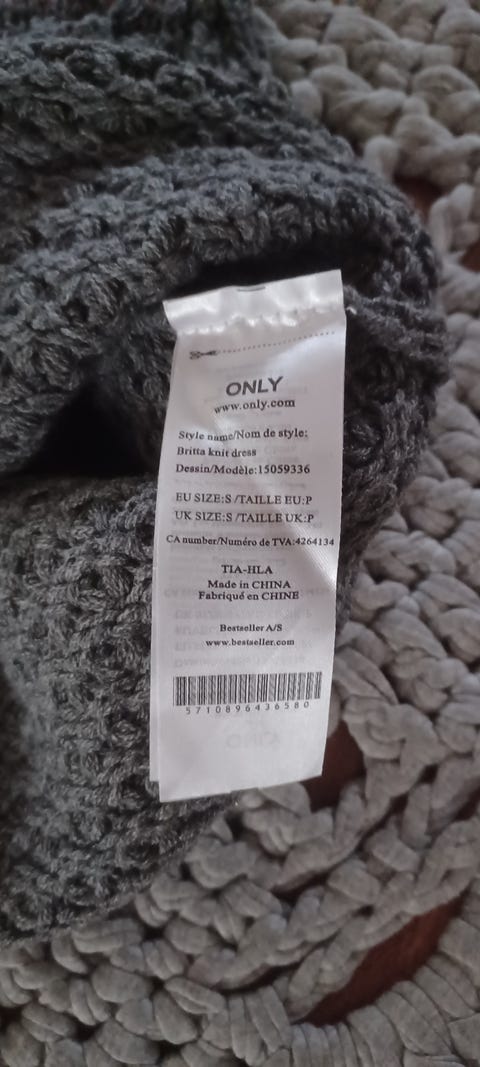 ONLY
www.only.com
Style name/Nom de style:
Britta knit dress
Dessin/Modèle:15059336
EU SIZE:S /TAILLE EU:P
UK SIZE:S /TAILLE UK:P
CA number/Numéro de TVA:4264134
TIA-HLA
Made in CHINA
Fabriqué en CHINE
Bestseller A/S
www.bestseller.com
5710896436580